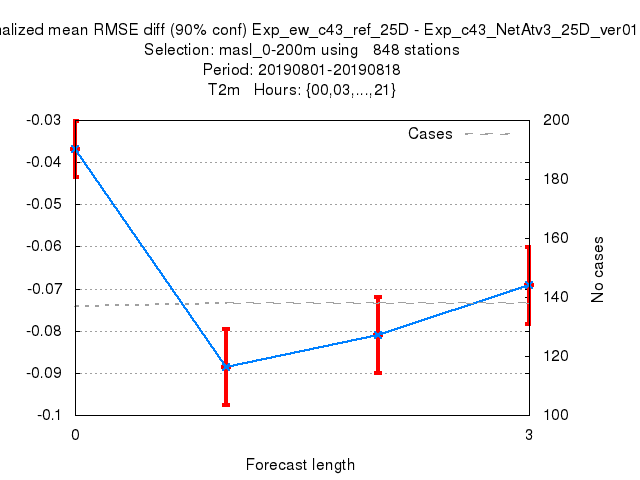 nalized mean RMSE diff (90% conf) Exp_ew_c43_ref_25D - Exp_c43_NetAtv3_25D_ver01
Selection: masl_0-200m using 848 stations
Period: 20190801-20190818
T2m Hours: {00,03,...,21}
-0.03
-0.04
-0.05
-0.06
-0.07
-0.08
-0.09
-0.1
Cases
200
180
160
140
120
100
No cases
0
3
Forecast length